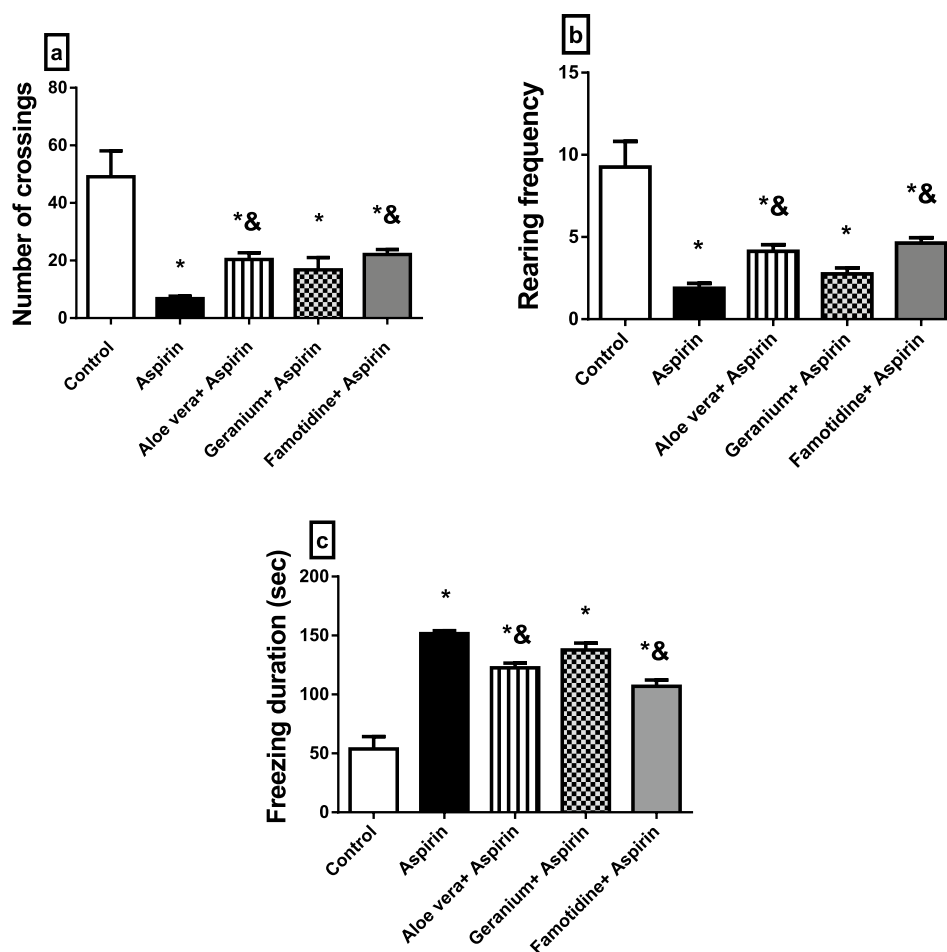 a
Number of crossings
80
60
40
20
0
*
*&
*
*&
Control
Aspirin
Aloe vera+ Aspirin
Geranium+ Aspirin
Famotidine+ Aspirin
b
Rearing frequency
15
10
5
0
*
*&
*
*&
Control
Aspirin
Aloe vera+ Aspirin
Geranium+ Aspirin
Famotidine+ Aspirin
c
Freezing duration (sec)
200
150
100
50
0
*
*&
*
*&
Control
Aspirin
Aloe vera+ Aspirin
Geranium+ Aspirin
Famotidine+ Aspirin